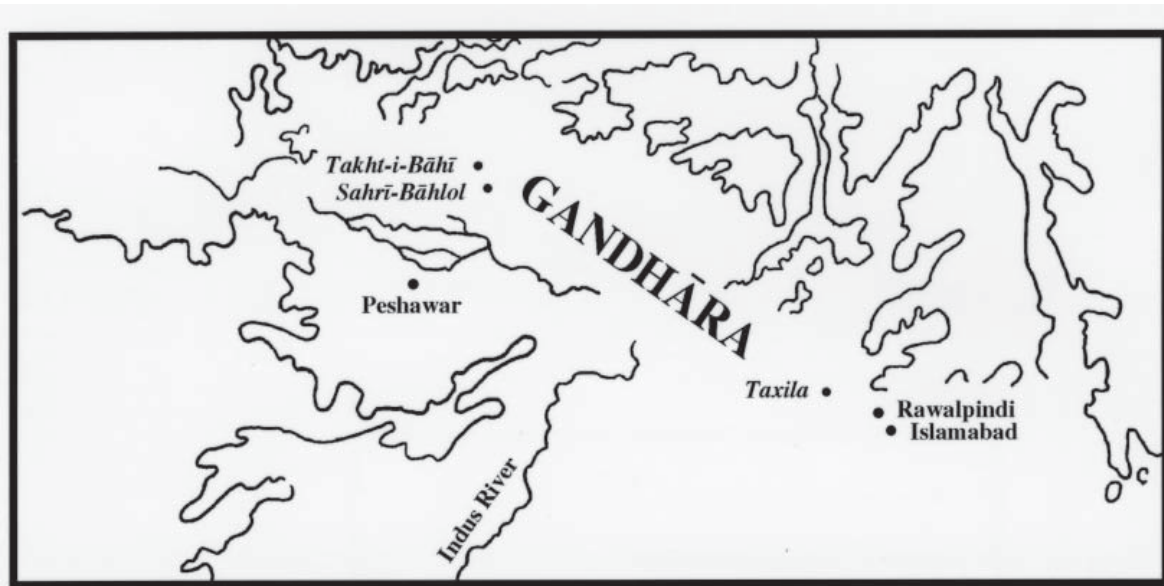 Takht-i-Bāhī
Sahrī-Bāhlol
GANDHĀRA
Peshawar
Taxila
Rawalpindi
Islamabad
Indus River